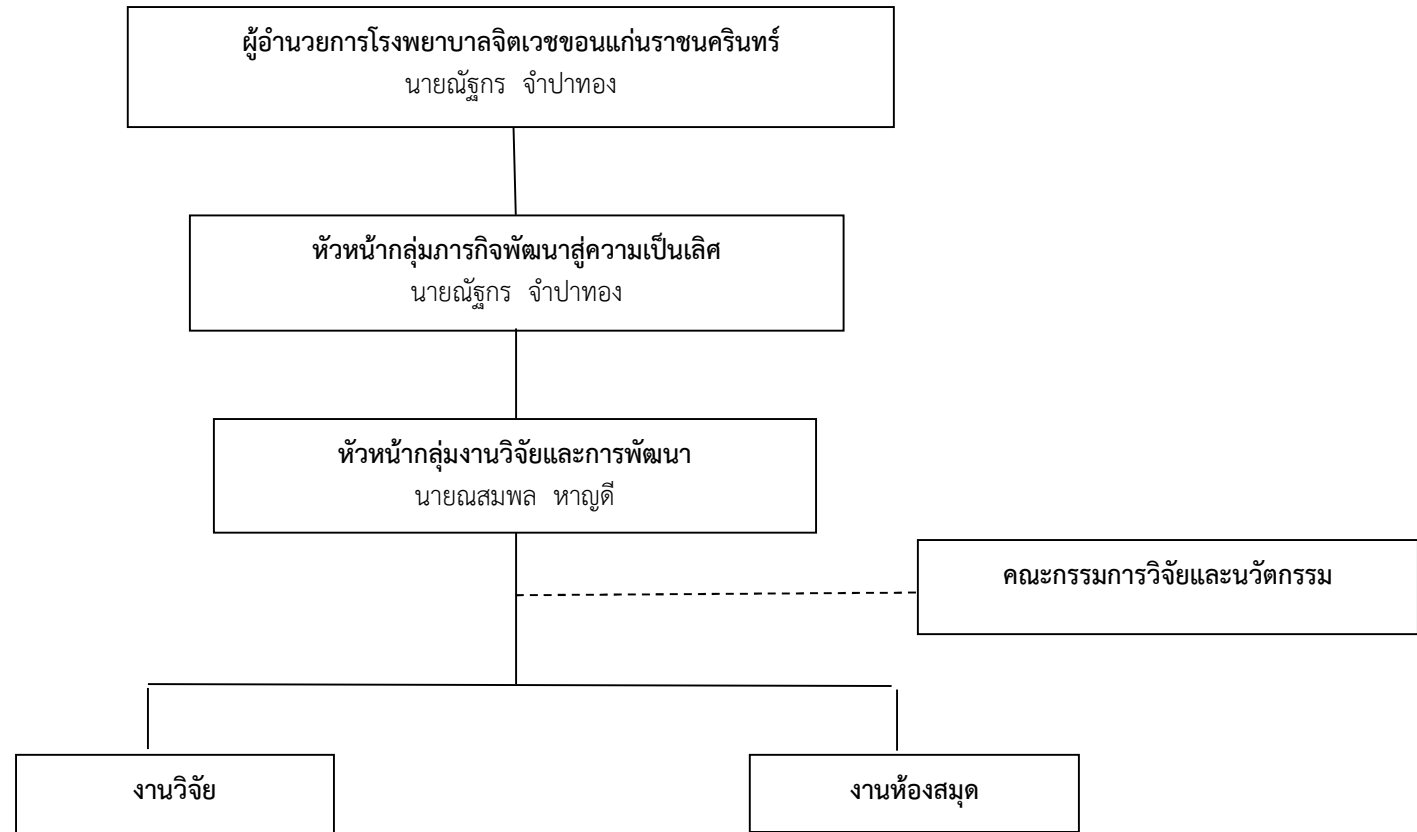 ผู้อำนวยการโรงพยาบาลจิตเวชขอนแก่นราชนครินทร์
นายณัฐกร จำปาทอง
หัวหน้ากลุ่มภารกิจพัฒนาสู่ความเป็นเลิศ
นายณัฐกร จำปาทอง
หัวหน้ากลุ่มงานวิจัยและการพัฒนา
นายณสมพล หาญดี
คณะกรรมการวิจัยและนวัตกรรม
งานวิจัย
งานห้องสมุด